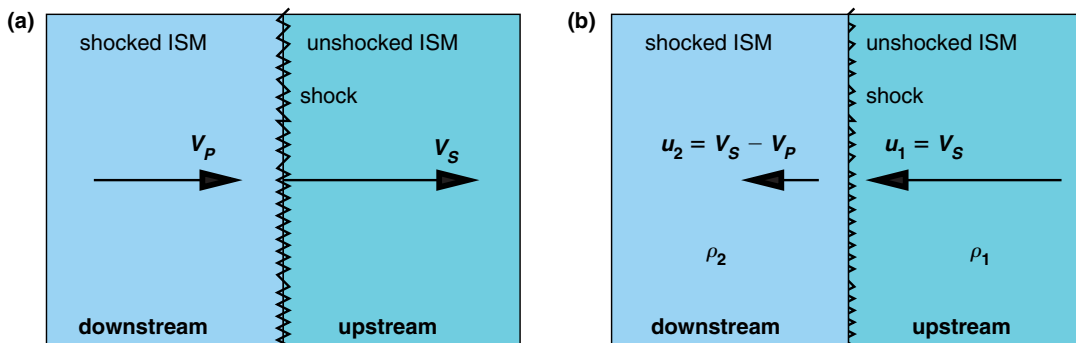 (a)
shocked ISM
unshocked ISM
shock
V_P
V_S
downstream
upstream
(b)
shocked ISM
unshocked ISM
shock
u_2 = V_S − V_P
u_1 = V_S
ρ_2
ρ_1
downstream
upstream